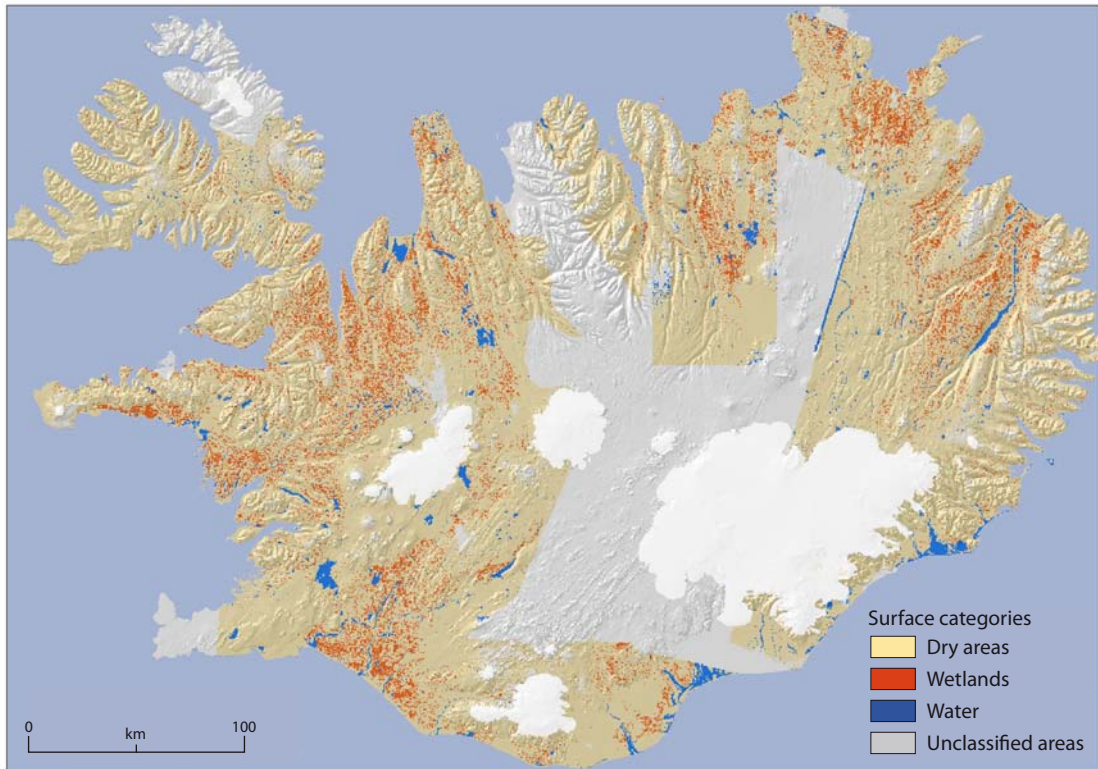 Surface categories
Dry areas
Wetlands
Water
Unclassified areas
0 100
km